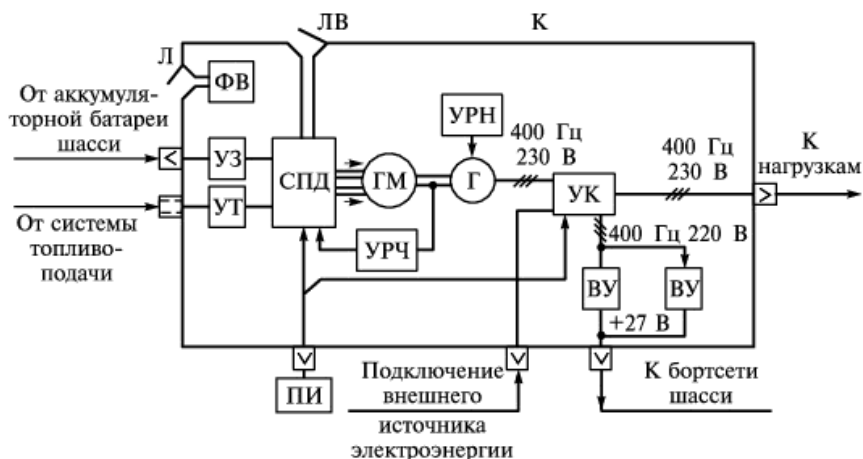 ЛВ
К
Л
ФВ
От аккумуля-
торной батареи
шасси
УРН
400 Гц
230 В
400 Гц
230 В
К
нагрузкам
УЗ
СПД
ГМ
Г
УК
УТ
От системы
топливо-
подачи
УРЧ
400 Гц 220 В
ВУ
ВУ
+27 В
ПИ
Подключение
внешнего
источника
электроэнергии
К бортсети
шасси